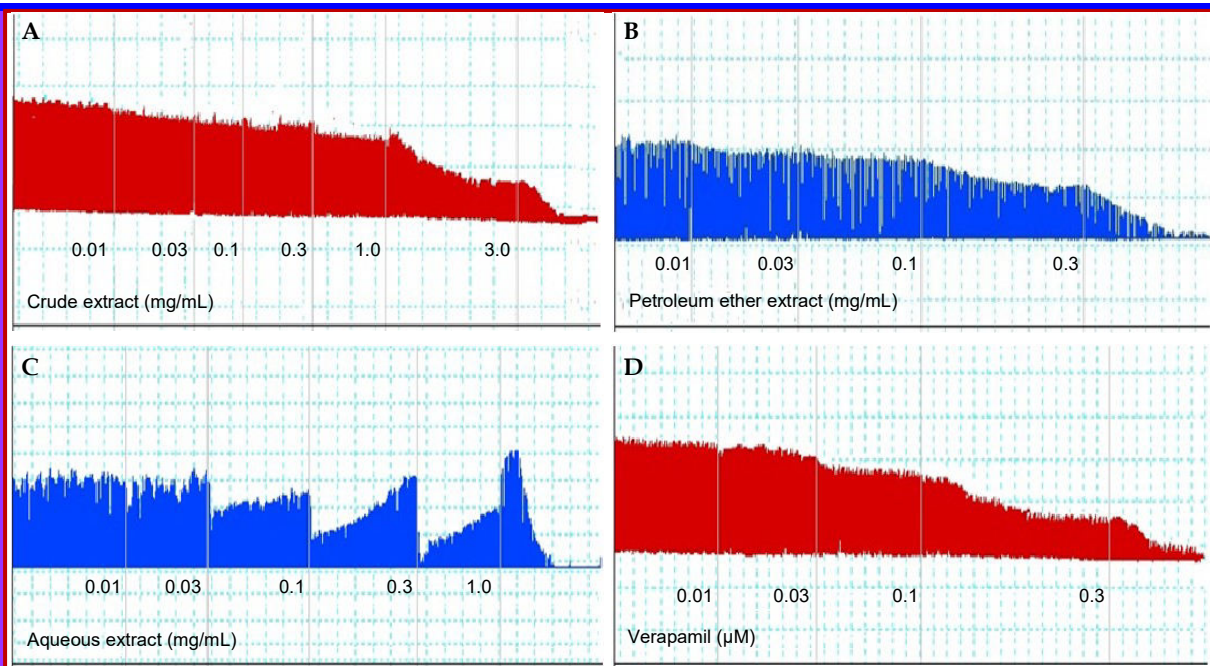 A
0.01 0.03 0.1 0.3 1.0 3.0
Crude extract (mg/mL)
B
0.01 0.03 0.1 0.3
Petroleum ether extract (mg/mL)
C
0.01 0.03 0.1 0.3 1.0
Aqueous extract (mg/mL)
D
0.01 0.03 0.1 0.3
Verapamil (µM)